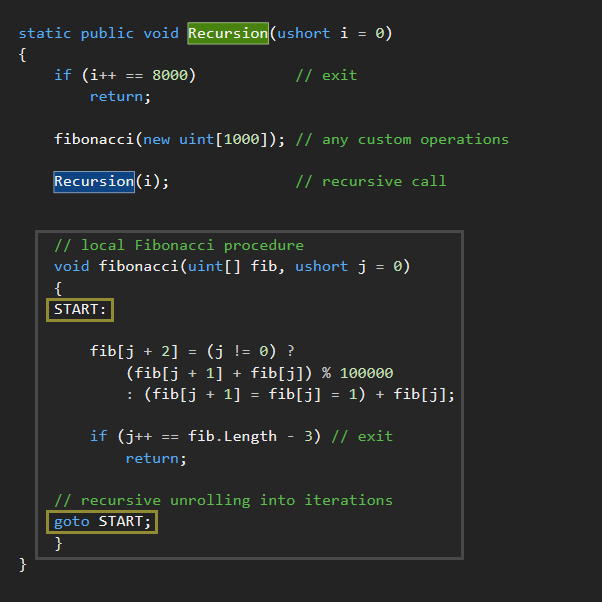 static public void Recursion(ushort i = 0)
{
if (i++ == 8000) // exit
return;
fibonacci(new uint[1000]); // any custom operations
Recursion(i); // recursive call
// local Fibonacci procedure
void fibonacci(uint[] fib, ushort j = 0)
{
START:
fib[j + 2] = (j != 0) ?
(fib[j + 1] + fib[j]) % 100000
: (fib[j + 1] = fib[j] = 1) + fib[j];
if (j++ == fib.Length - 3) // exit
return;
// recursive unrolling into iterations
goto START;
}
}